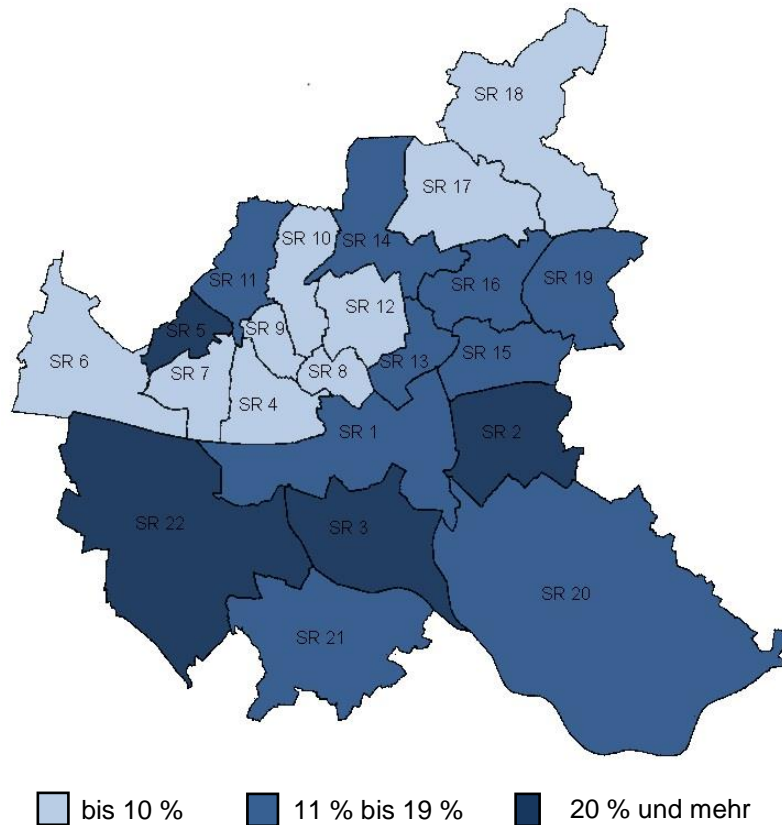 SR 18
SR 17
SR 10
SR 14
SR 11
SR 16
SR 19
SR 12
SR 5
SR 9
SR 6
SR 7
SR 8
SR 13
SR 15
SR 4
SR 1
SR 2
SR 22
SR 3
SR 20
SR 21
bis 10 % 11 % bis 19 % 20 % und mehr